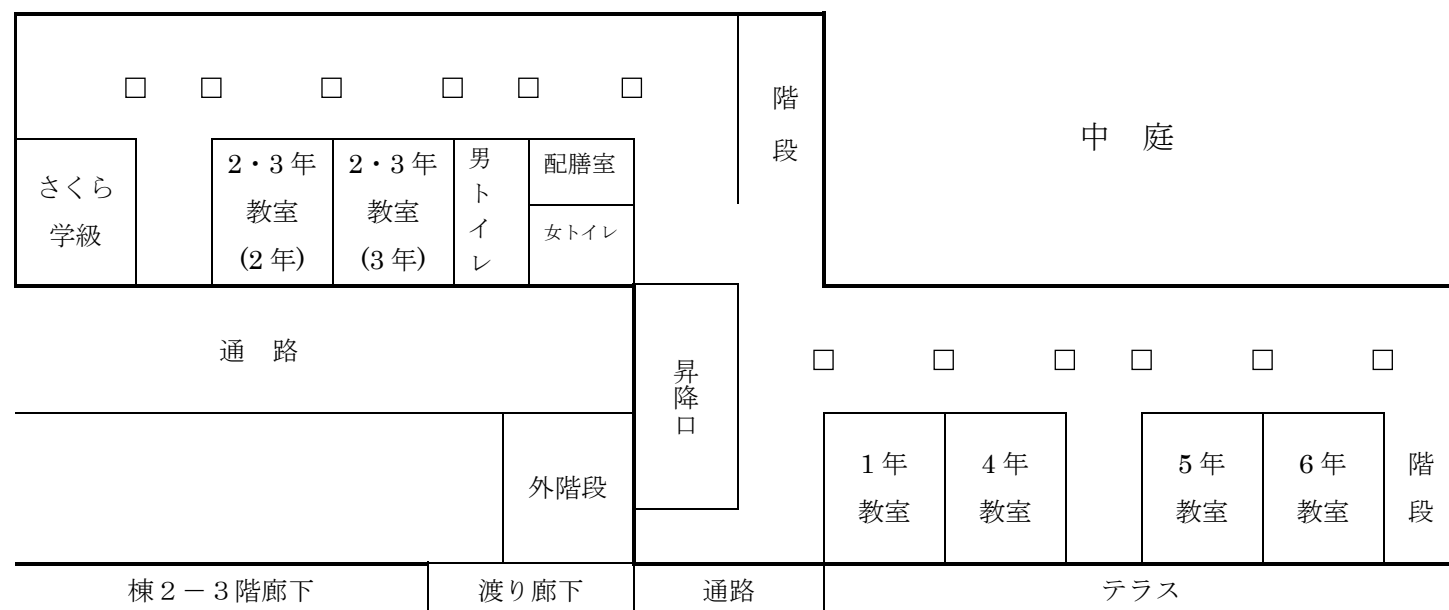 階
段
中 庭
さくら
学級
2・3年
教室
(2年)
2・3年
教室
(3年)
男
ト
イ
レ
配膳室
女トイレ
通 路
昇
降
口
外階段
1年
教室
4年
教室
5年
教室
6年
教室
階
段
棟2-3階廊下
渡り廊下
通路
テラス